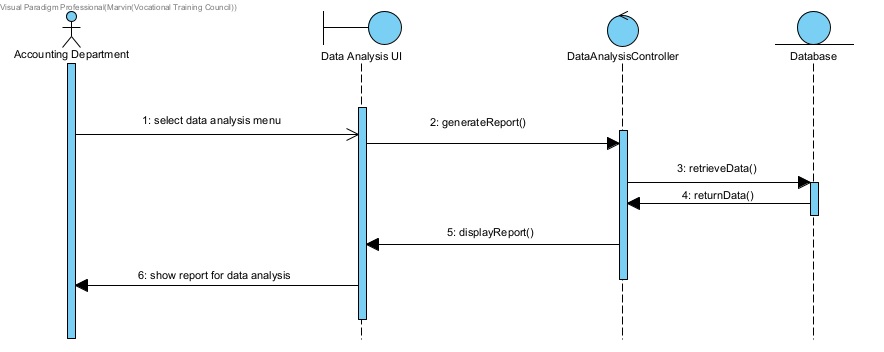 Visual Paradigm Professional(Marvin(Vocational Training Council))
Accounting Department
Data Analysis UI
DataAnalysisController
Database
1: select data analysis menu
2: generateReport()
3: retrieveData()
4: returnData()
5: displayReport()
6: show report for data analysis